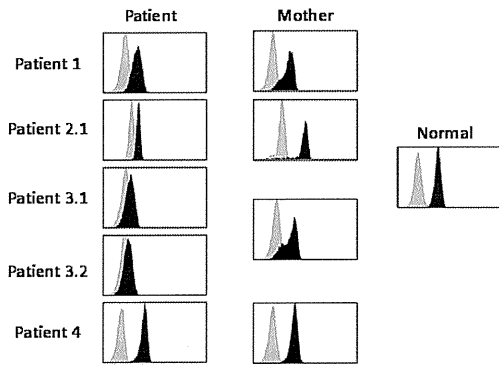 Patient Mother
Patient 1
Patient 2.1
Normal
Patient 3.1
Patient 3.2
Patient 4